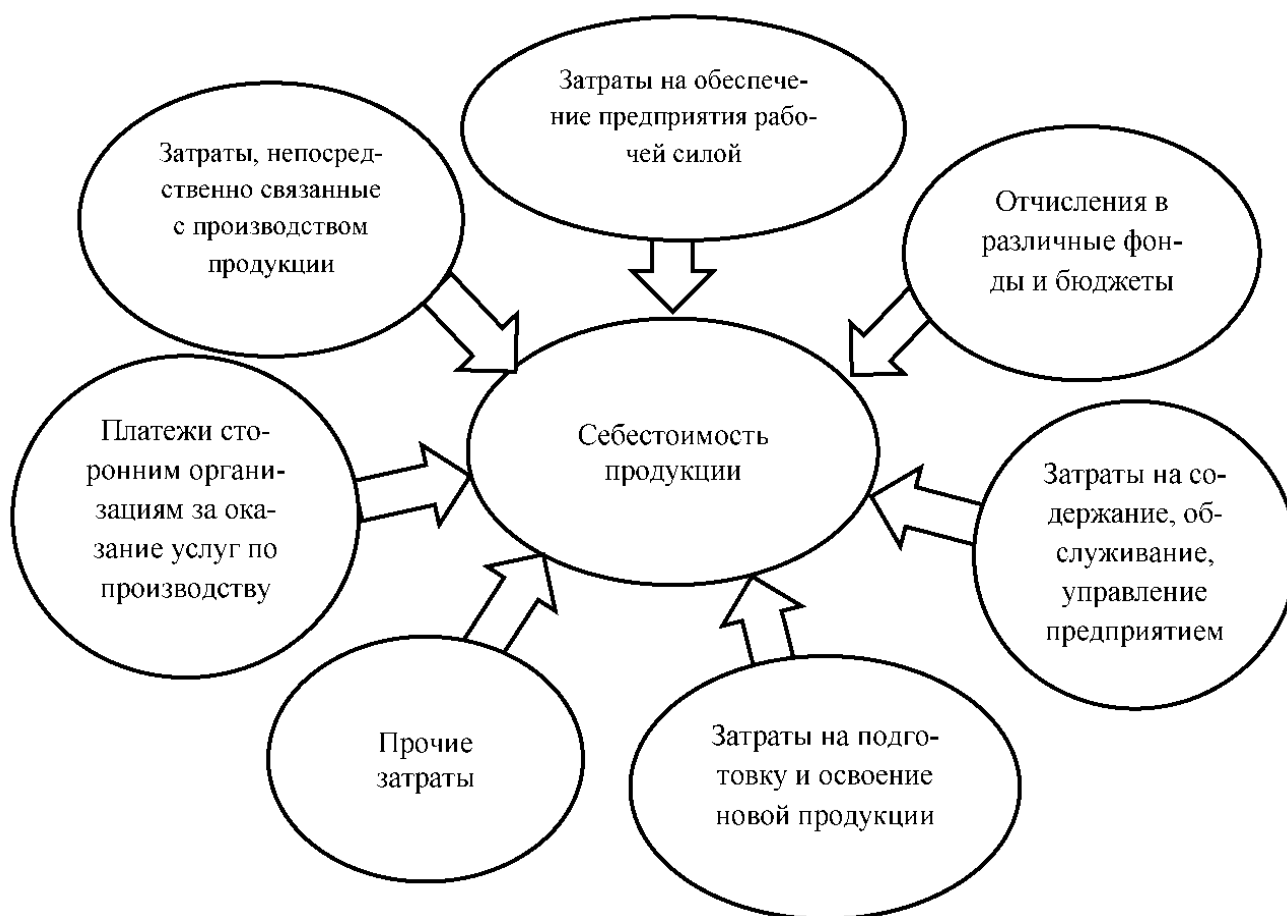 Затраты на обеспече-
ние предприятия рабо-
чей силой
Затраты, непосред-
ственно связанные
с производством
продукции
Отчисления в
различные фон-
ды и бюджеты
Себестоимость
продукции
Платежи сто-
ронним органи-
зациям за ока-
зание услуг по
производству
Затраты на со-
держание, об-
служивание,
управление
предприятием
Прочие
затраты
Затраты на подго-
товку и освоение
новой продукции